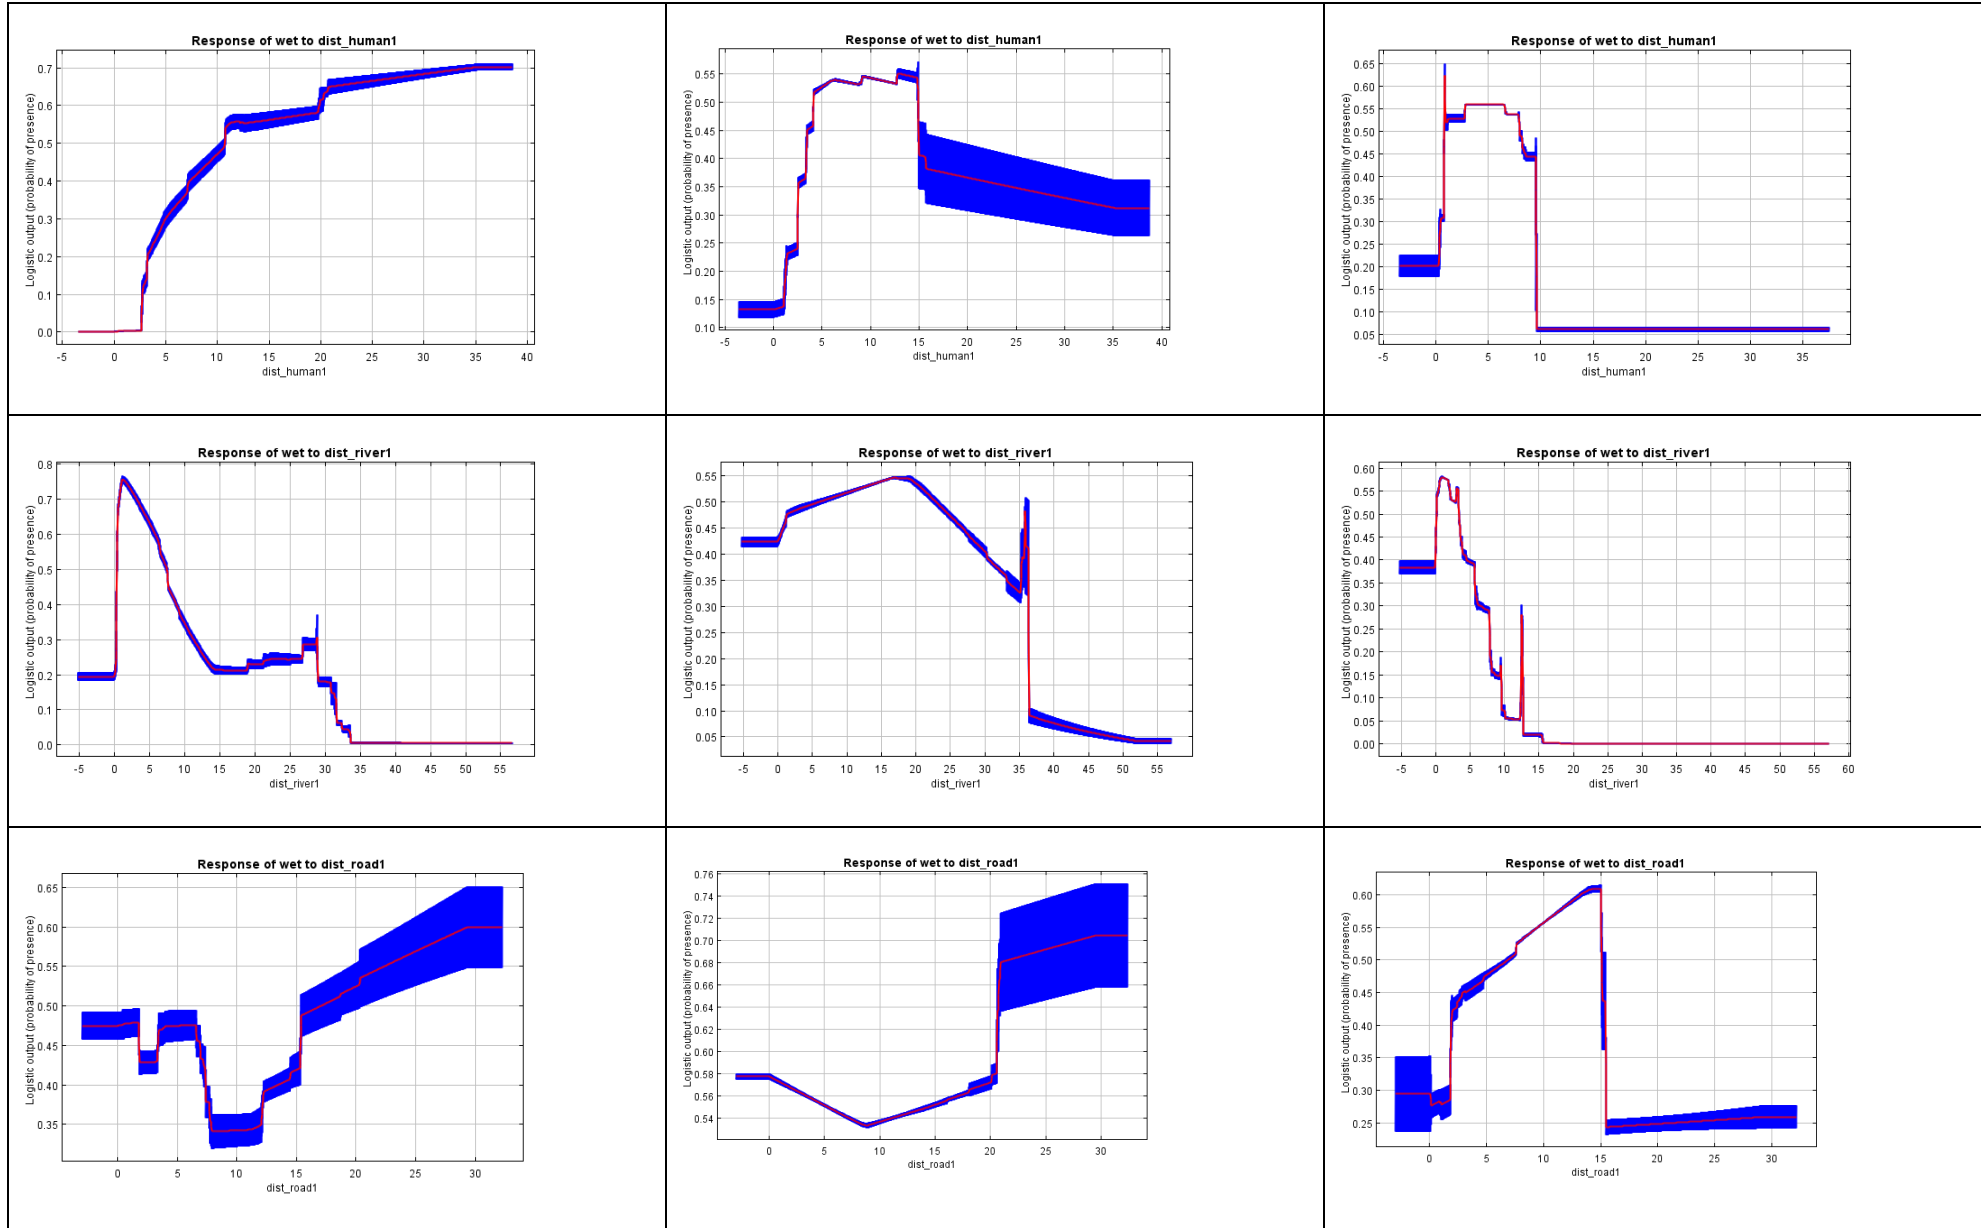 Response of wet to dist_human1
Logistic output (probability of presence)
0.7
0.6
0.5
0.4
0.3
0.2
0.1
0.0
-5 0 5 10 15 20 25 30 35 40
dist_human1
Response of wet to dist_human1
Logistic output (probability of presence)
0.55
0.50
0.45
0.40
0.35
0.30
0.25
0.20
0.15
0.10
-5 0 5 10 15 20 25 30 35 40
dist_human1
Response of wet to dist_human1
Logistic output (probability of presence)
0.65
0.60
0.55
0.50
0.45
0.40
0.35
0.30
0.25
0.20
0.15
0.10
0.05
-5 0 5 10 15 20 25 30 35
dist_human1
Response of wet to dist_river1
Logistic output (probability of presence)
0.8
0.7
0.6
0.5
0.4
0.3
0.2
0.1
0.0
-5 0 5 10 15 20 25 30 35 40 45 50 55
dist_river1
Response of wet to dist_river1
Logistic output (probability of presence)
0.55
0.50
0.45
0.40
0.35
0.30
0.25
0.20
0.15
0.10
0.05
-5 0 5 10 15 20 25 30 35 40 45 50 55
dist_river1
Response of wet to dist_river1
Logistic output (probability of presence)
0.60
0.55
0.50
0.45
0.40
0.35
0.30
0.25
0.20
0.15
0.10
0.05
0.00
-5 0 5 10 15 20 25 30 35 40 45 50 55 60
dist_river1
Response of wet to dist_road1
Logistic output (probability of presence)
0.65
0.60
0.55
0.50
0.45
0.40
0.35
0 5 10 15 20 25 30
dist_road1
Response of wet to dist_road1
Logistic output (probability of presence)
0.76
0.74
0.72
0.70
0.68
0.66
0.64
0.62
0.60
0.58
0.56
0.54
0 5 10 15 20 25 30
dist_road1
Response of wet to dist_road1
Logistic output (probability of presence)
0.60
0.55
0.50
0.45
0.40
0.35
0.30
0.25
0 5 10 15 20 25 30
dist_road1